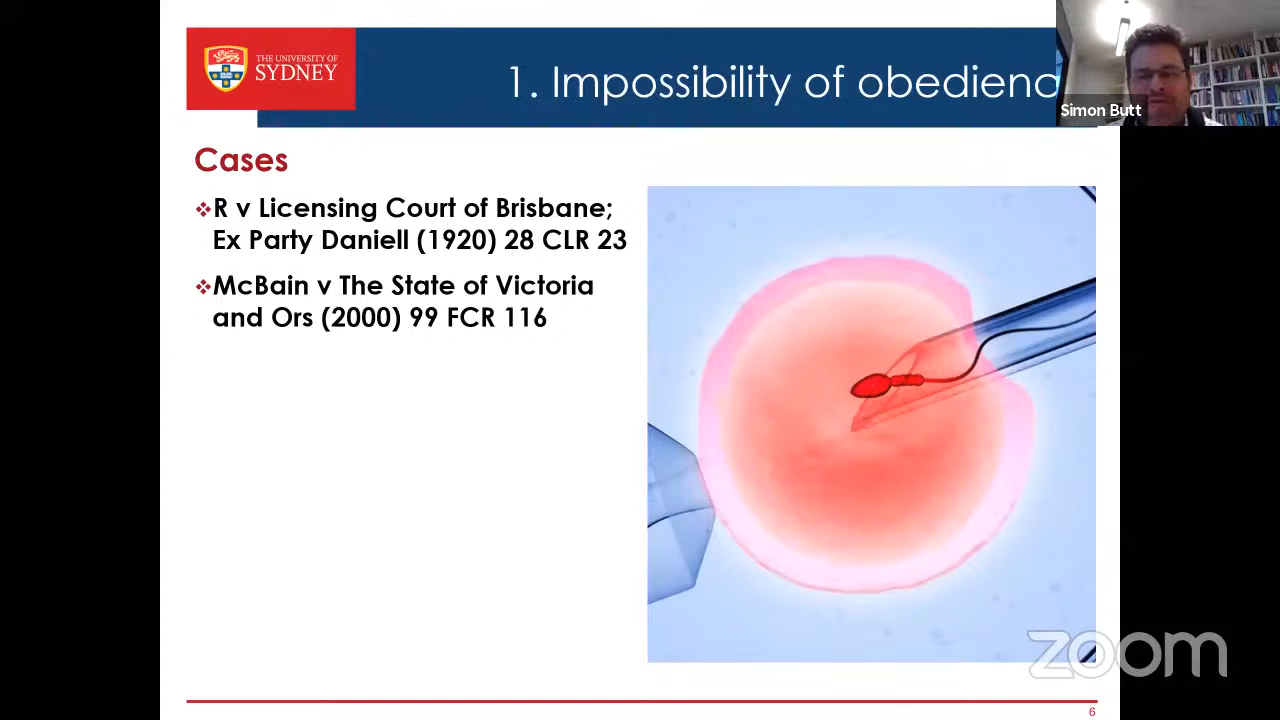 THE UNIVERSITY OF
SYDNEY
1. Impossibility of obedienc
Simon Butt
Cases
R v Licensing Court of Brisbane;
Ex Party Daniell (1920) 28 CLR 23
McBain v The State of Victoria
and Ors (2000) 99 FCR 116
zoom
6